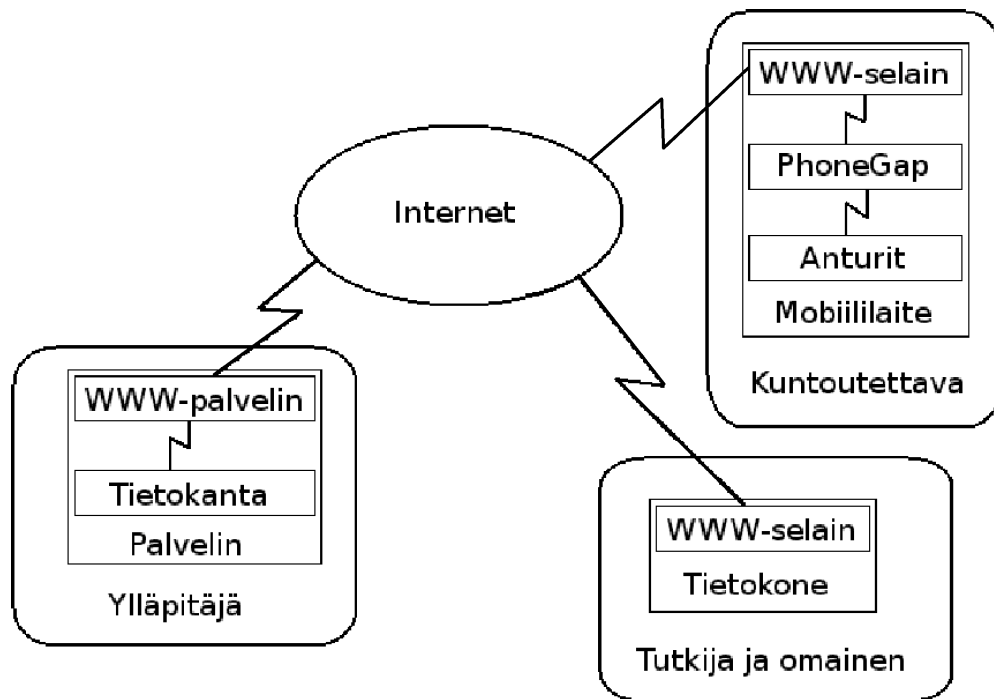 WWW-selain
PhoneGap
Anturit
Mobiililaite
Kuntoutettava
Internet
WWW-palvelin
Tietokanta
Palvelin
Ylläpitäjä
WWW-selain
Tietokone
Tutkija ja omainen